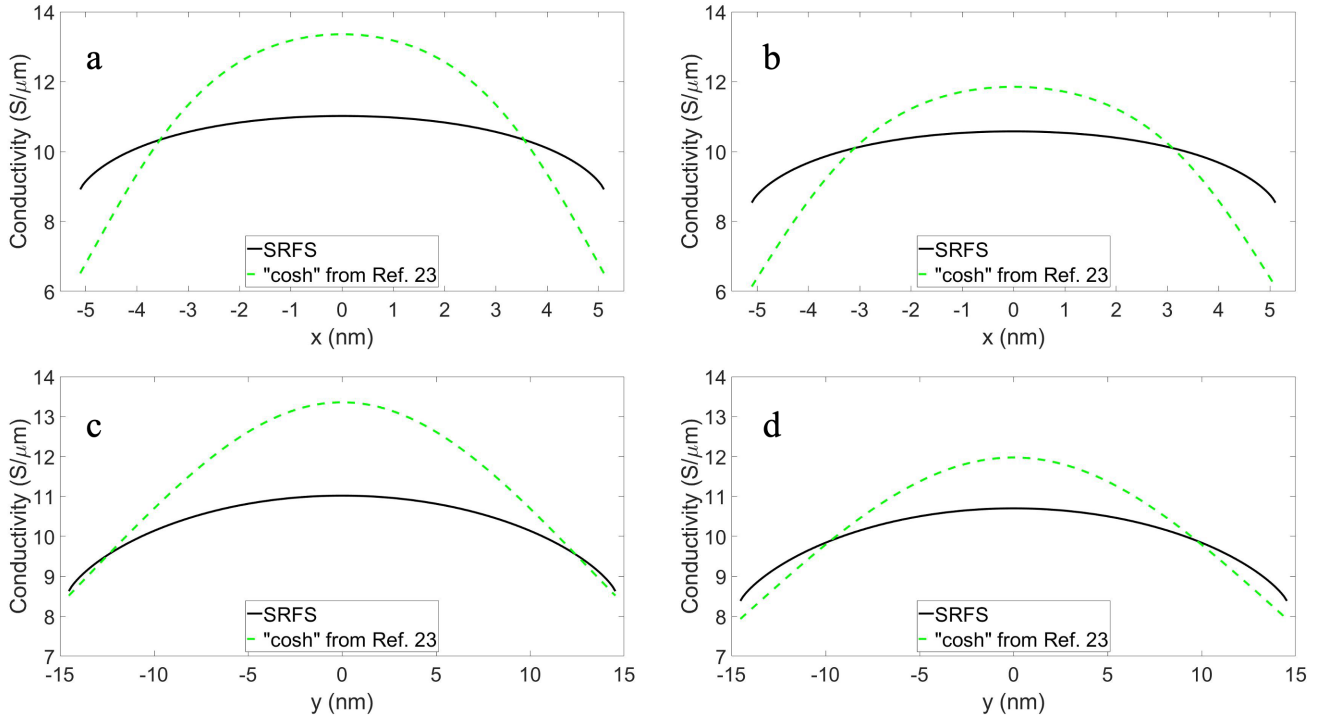 a
Conductivity (S/μm)
14
12
10
8
6
SRFS
"cosh" from Ref. 23
-5 -4 -3 -2 -1 0 1 2 3 4 5
x (nm)
b
Conductivity (S/μm)
14
12
10
8
6
SRFS
"cosh" from Ref. 23
-5 -4 -3 -2 -1 0 1 2 3 4 5
x (nm)
c
Conductivity (S/μm)
14
13
12
11
10
9
8
7
SRFS
"cosh" from Ref. 23
-15 -10 -5 0 5 10 15
y (nm)
d
Conductivity (S/μm)
14
13
12
11
10
9
8
7
SRFS
"cosh" from Ref. 23
-15 -10 -5 0 5 10 15
y (nm)